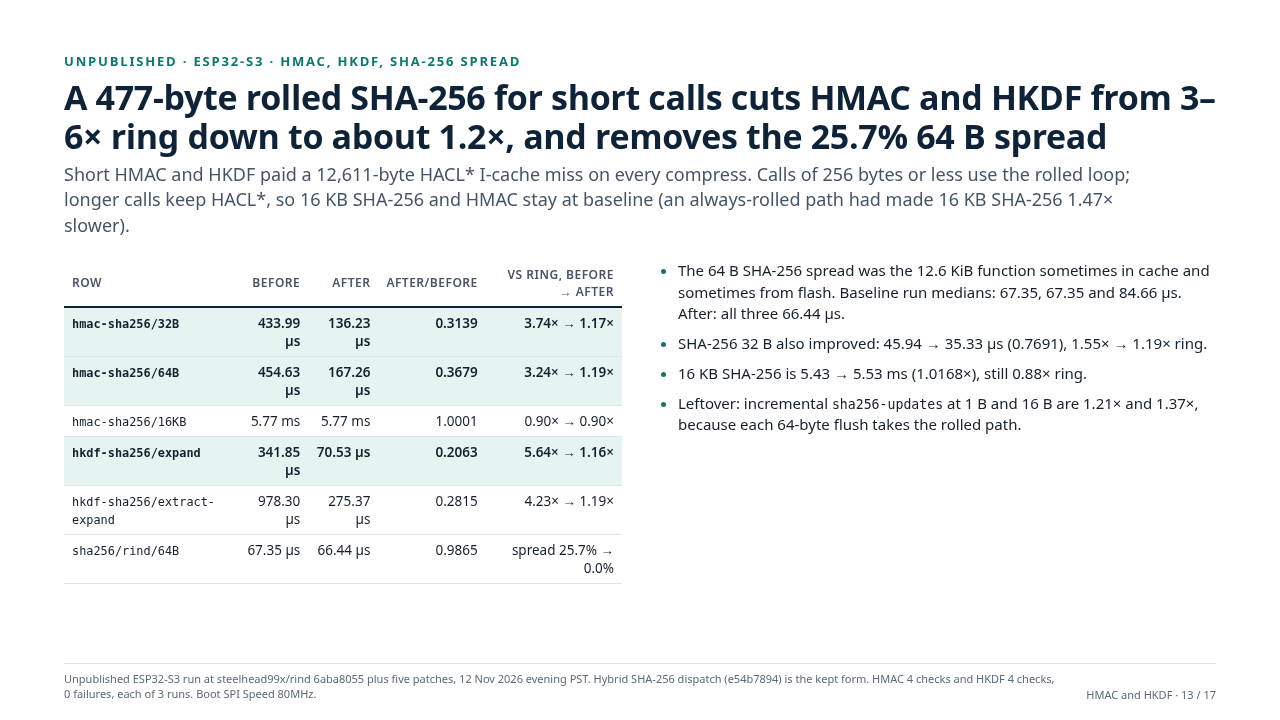 UNPUBLISHED · ESP32-S3 · HMAC, HKDF, SHA-256 SPREAD
A 477-byte rolled SHA-256 for short calls cuts HMAC and HKDF from 3–
6× ring down to about 1.2×, and removes the 25.7% 64 B spread
Short HMAC and HKDF paid a 12,611-byte HACL* I-cache miss on every compress. Calls of 256 bytes or less use the rolled loop;
longer calls keep HACL*, so 16 KB SHA-256 and HMAC stay at baseline (an always-rolled path had made 16 KB SHA-256 1.47×
slower).
ROW BEFORE AFTER AFTER/BEFORE VS RING, BEFORE
→ AFTER
hmac-sha256/32B 433.99 136.23 0.3139 3.74× → 1.17×
µs µs
hmac-sha256/64B 454.63 167.26 0.3679 3.24× → 1.19×
µs µs
hmac-sha256/16KB 5.77 ms 5.77 ms 1.0001 0.90× → 0.90×
hkdf-sha256/expand 341.85 70.53 µs 0.2063 5.64× → 1.16×
µs
hkdf-sha256/extract- 978.30 275.37 0.2815 4.23× → 1.19×
expand µs µs
sha256/rind/64B 67.35 µs 66.44 µs 0.9865 spread 25.7% →
0.0%
• The 64 B SHA-256 spread was the 12.6 KiB function sometimes in cache and
sometimes from flash. Baseline run medians: 67.35, 67.35 and 84.66 µs.
After: all three 66.44 µs.
• SHA-256 32 B also improved: 45.94 → 35.33 µs (0.7691), 1.55× → 1.19× ring.
• 16 KB SHA-256 is 5.43 → 5.53 ms (1.0168×), still 0.88× ring.
• Leftover: incremental sha256-updates at 1 B and 16 B are 1.21× and 1.37×,
because each 64-byte flush takes the rolled path.
Unpublished ESP32-S3 run at steelhead99x/rind 6aba8055 plus five patches, 12 Nov 2026 evening PST. Hybrid SHA-256 dispatch (e54b7894) is the kept form. HMAC 4 checks and HKDF 4 checks,
0 failures, each of 3 runs. Boot SPI Speed 80MHz.
HMAC and HKDF · 13 / 17